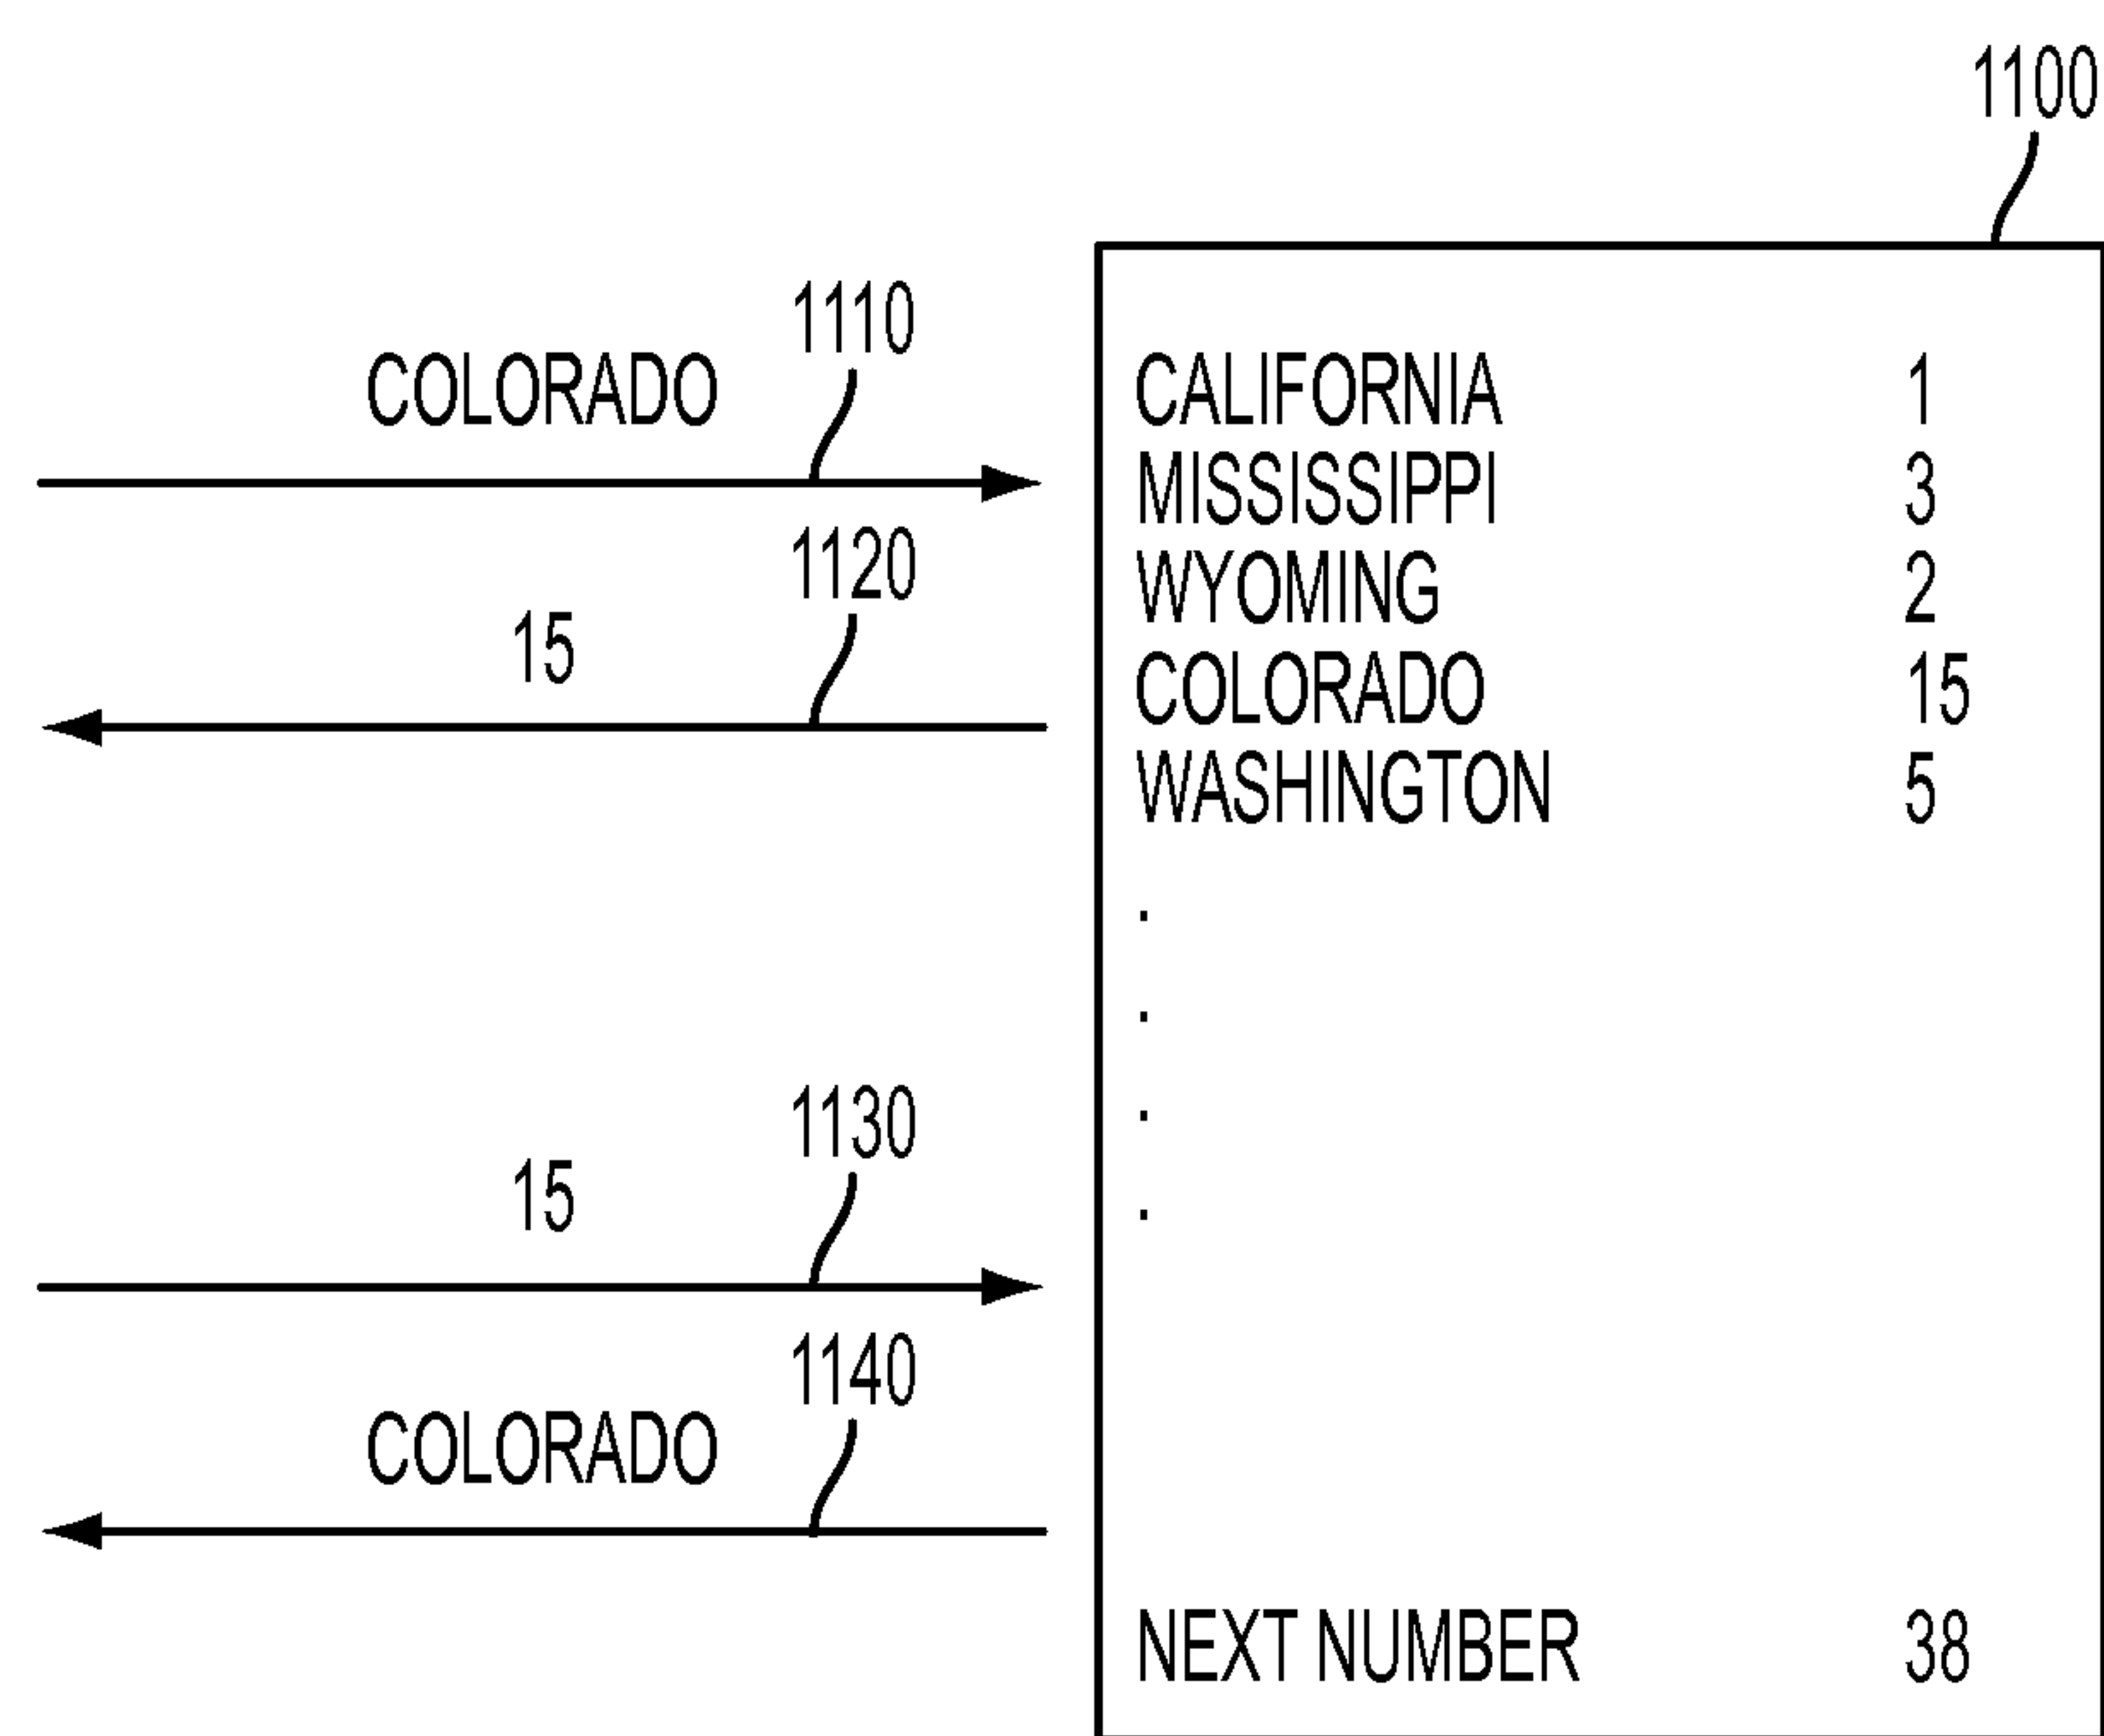 1100
1110
COLORADO
1120
15
CALIFORNIA 1
MISSISSIPPI 3
WYOMING 2
COLORADO 15
WASHINGTON 5
.
.
.
.
1130
15
1140
COLORADO
NEXT NUMBER 38